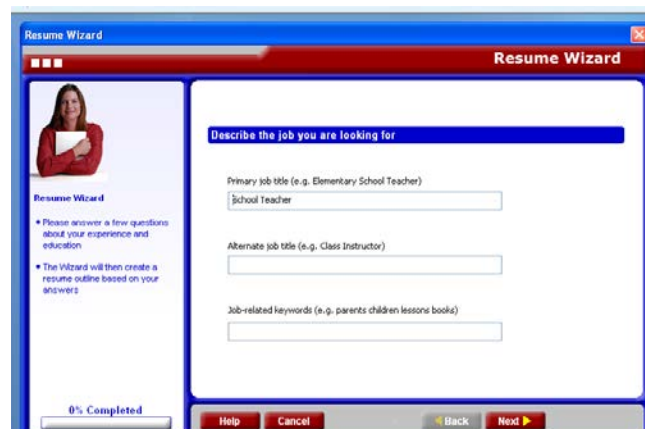 Resume Wizard
Resume Wizard
Describe the job you are looking for
Primary job title (e.g. Elementary School Teacher)
School Teacher
Alternate job title (e.g. Class Instructor)
Job-related keywords (e.g. parents children lessons books)
Resume Wizard
• Please answer a few questions
about your experience and
education
• The Wizard will then create a
resume outline based on your
answers
0% Completed
Help Cancel Back Next